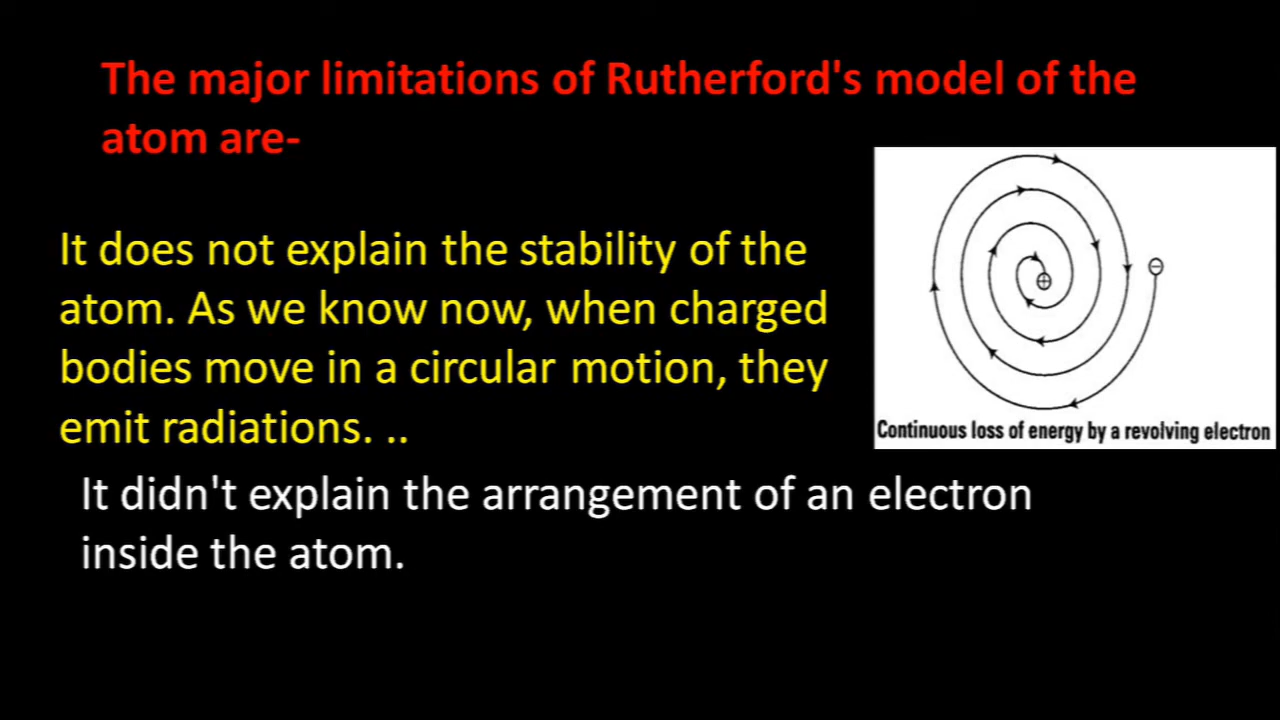 The major limitations of Rutherford's model of the
atom are-
It does not explain the stability of the
atom. As we know now, when charged
bodies move in a circular motion, they
emit radiations. ..
+
−
Continuous loss of energy by a revolving electron
It didn't explain the arrangement of an electron
inside the atom.